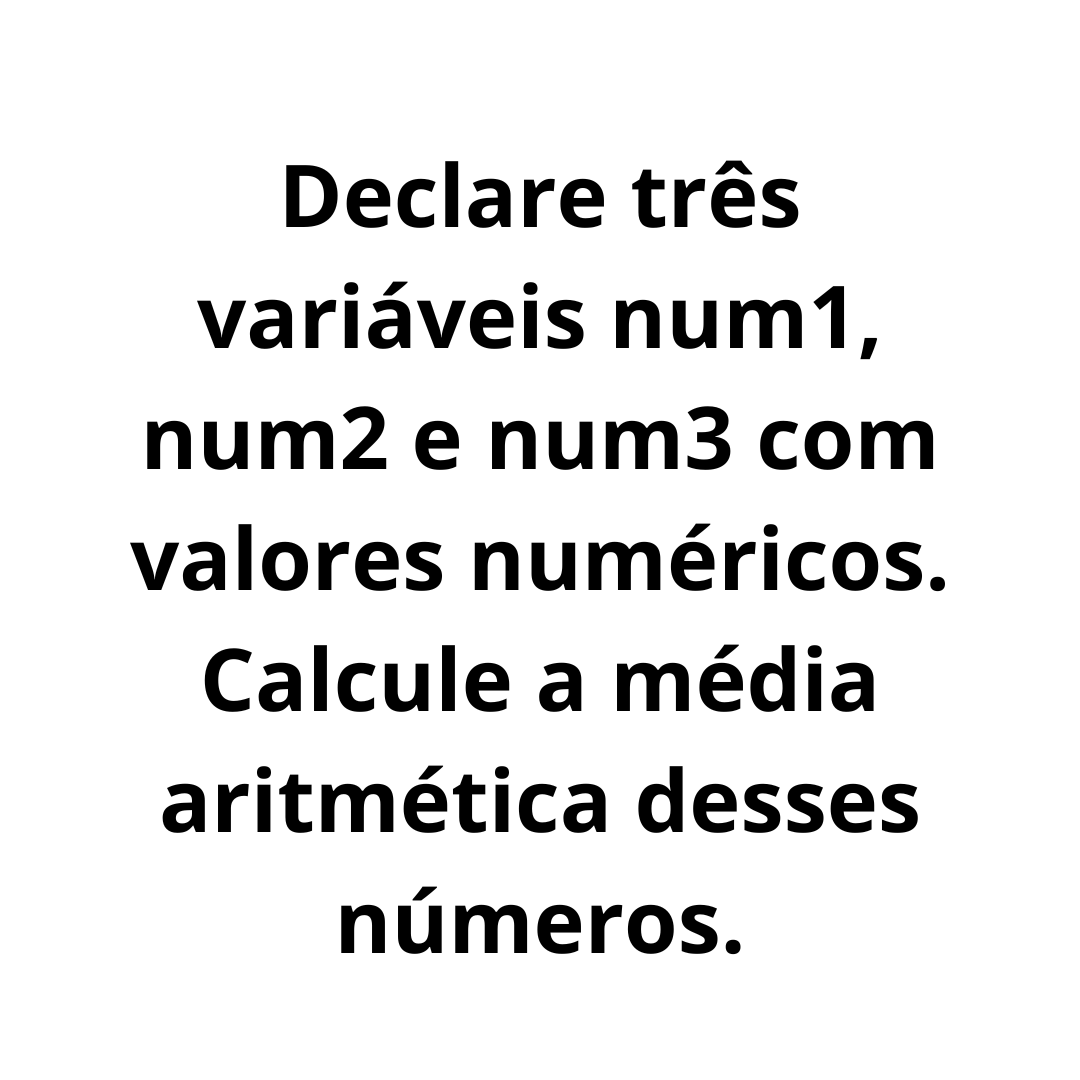 Declare três
variáveis num1,
num2 e num3 com
valores numéricos.
Calcule a média
aritmética desses
números.